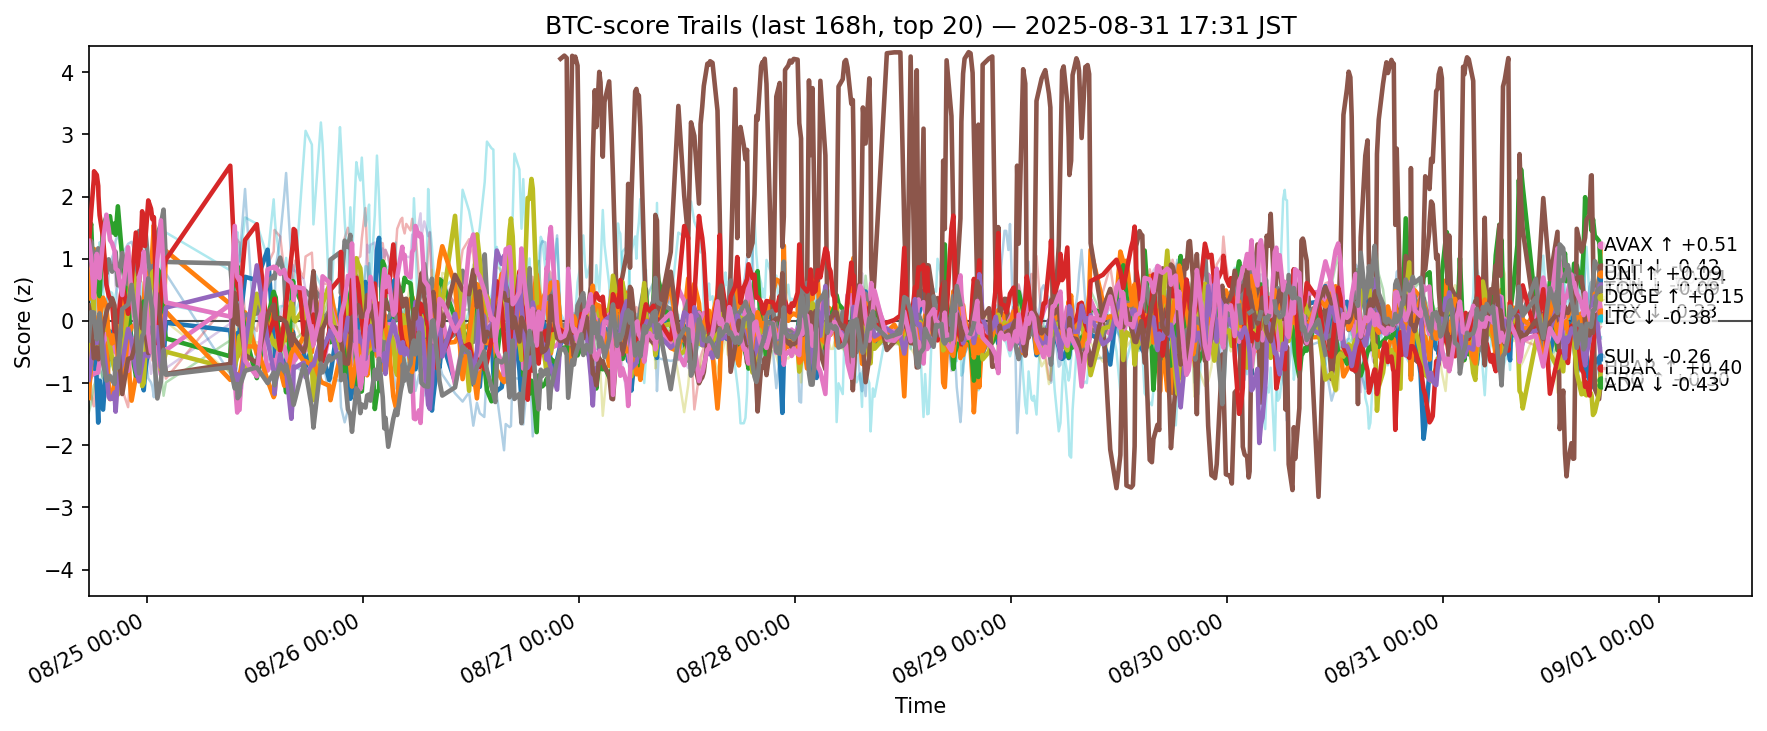 BTC-score Trails (last 168h, top 20) — 2025-08-31 17:31 JST
Score (z)
4
3
2
1
0
−1
−2
−3
−4
AVAX ↑ +0.51
BCH ↓ -0.42
UNI ↑ +0.09
DOGE ↑ +0.15
LTC ↓ -0.38
SUI ↓ -0.26
HBAR ↑ +0.40
ADA ↓ -0.43
08/25 00:00
08/26 00:00
08/27 00:00
08/28 00:00
08/29 00:00
08/30 00:00
08/31 00:00
09/01 00:00
Time